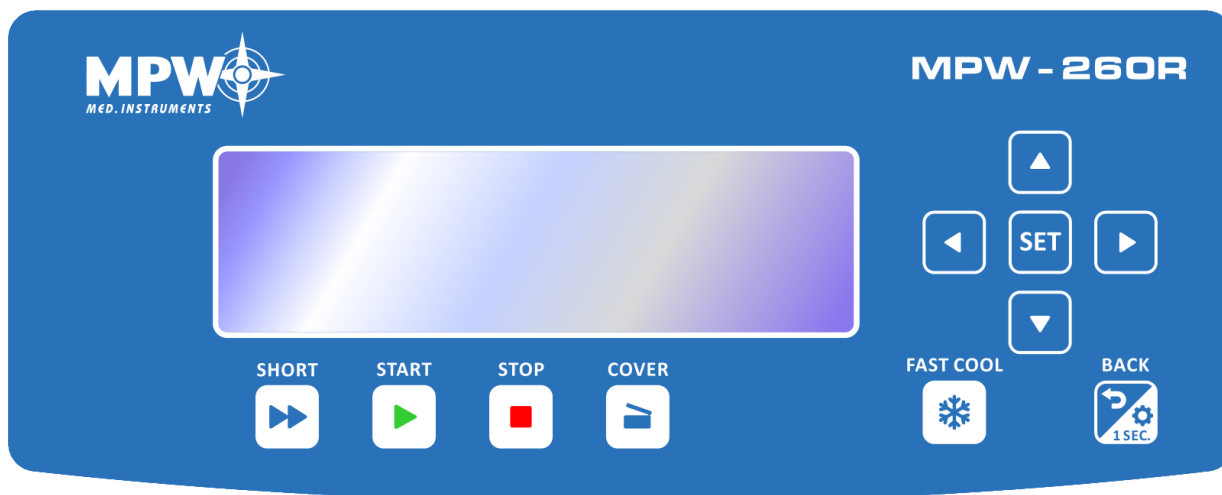 MPW
MED.INSTRUMENTS
MPW - 260R
SET
SHORT
START
STOP
COVER
FAST COOL
BACK
1 SEC.